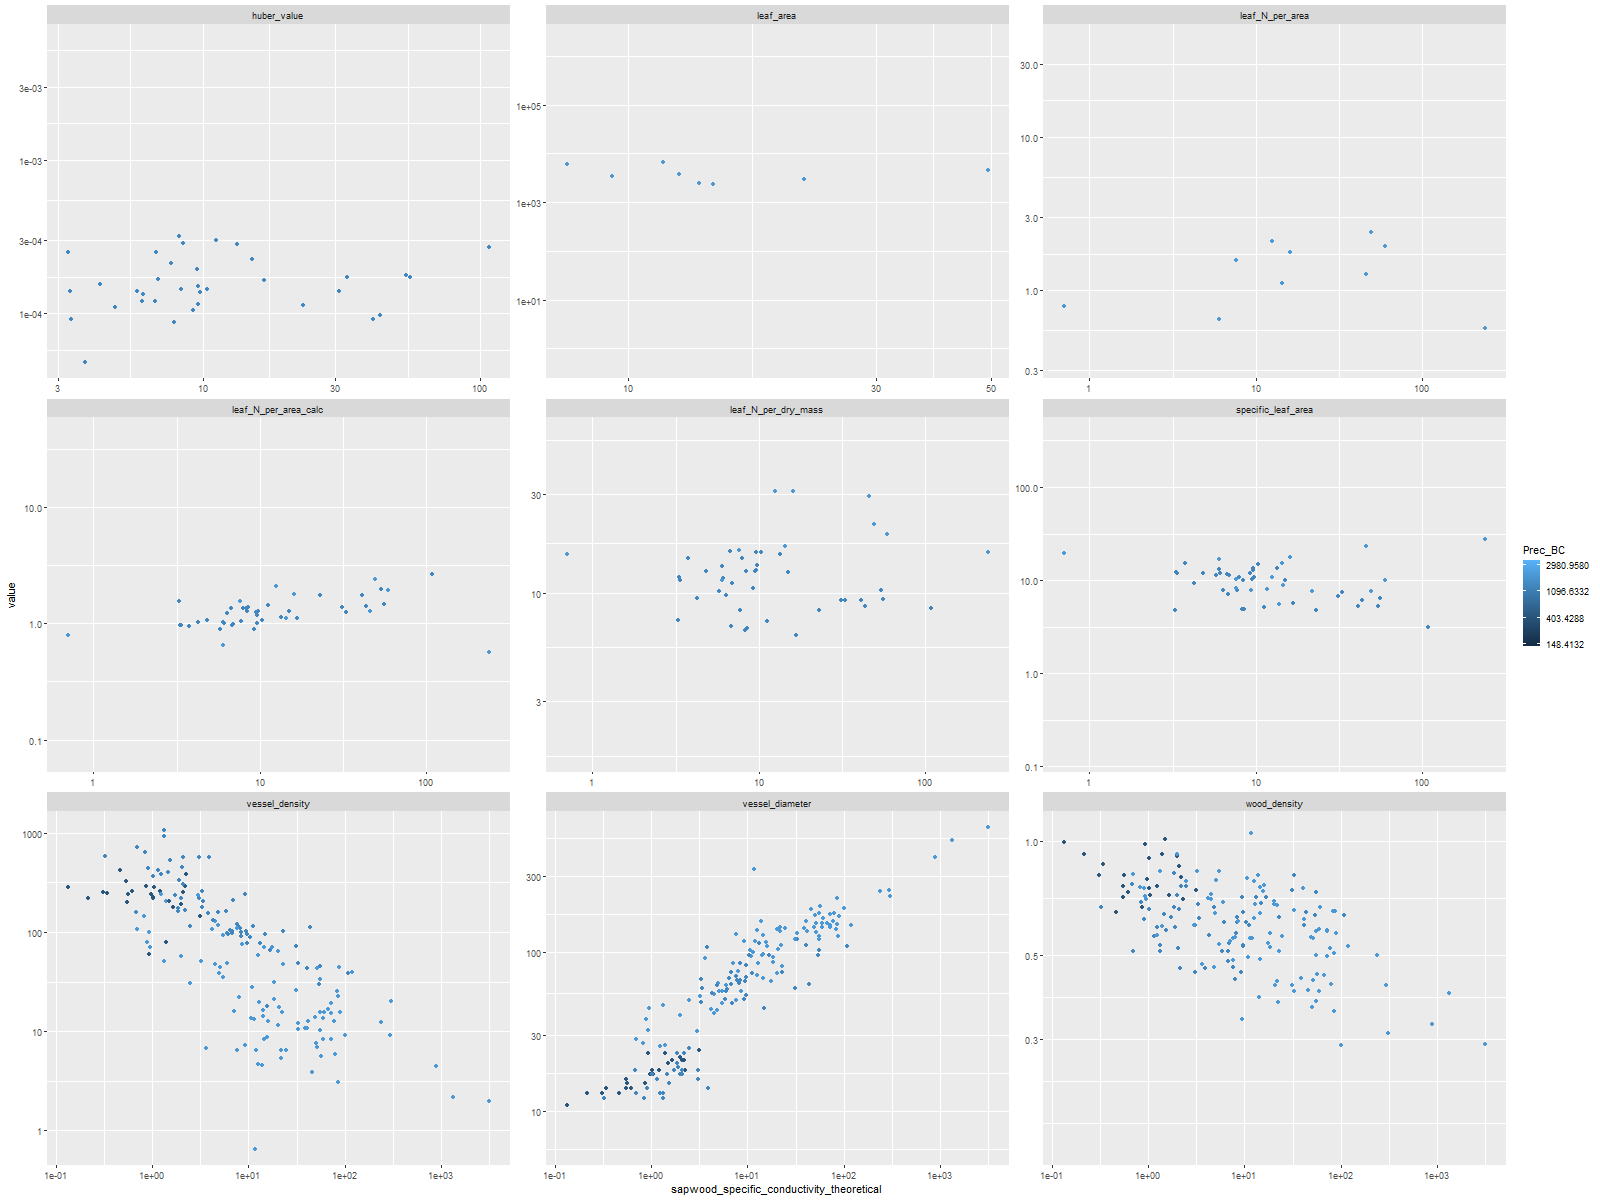 huber_value
leaf_area
leaf_N_per_area
3e-03
1e-03
3e-04
1e-04
1e+05
1e+03
1e+01
30.0
10.0
3.0
1.0
0.3
3 10 30 100
10 30 50
1 10 100
leaf_N_per_area_calc
leaf_N_per_dry_mass
specific_leaf_area
10.0
1.0
0.1
30
10
3
100.0
10.0
1.0
0.1
1 10 100
1 10 100
1 10 100
value
Prec_BC
2980.9580
1096.6332
403.4288
148.4132
vessel_density
vessel_diameter
wood_density
1000
100
10
1
300
100
30
10
1.0
0.5
0.3
1e-01 1e+00 1e+01 1e+02 1e+03
1e-01 1e+00 1e+01 1e+02 1e+03
1e-01 1e+00 1e+01 1e+02 1e+03
sapwood_specific_conductivity_theoretical